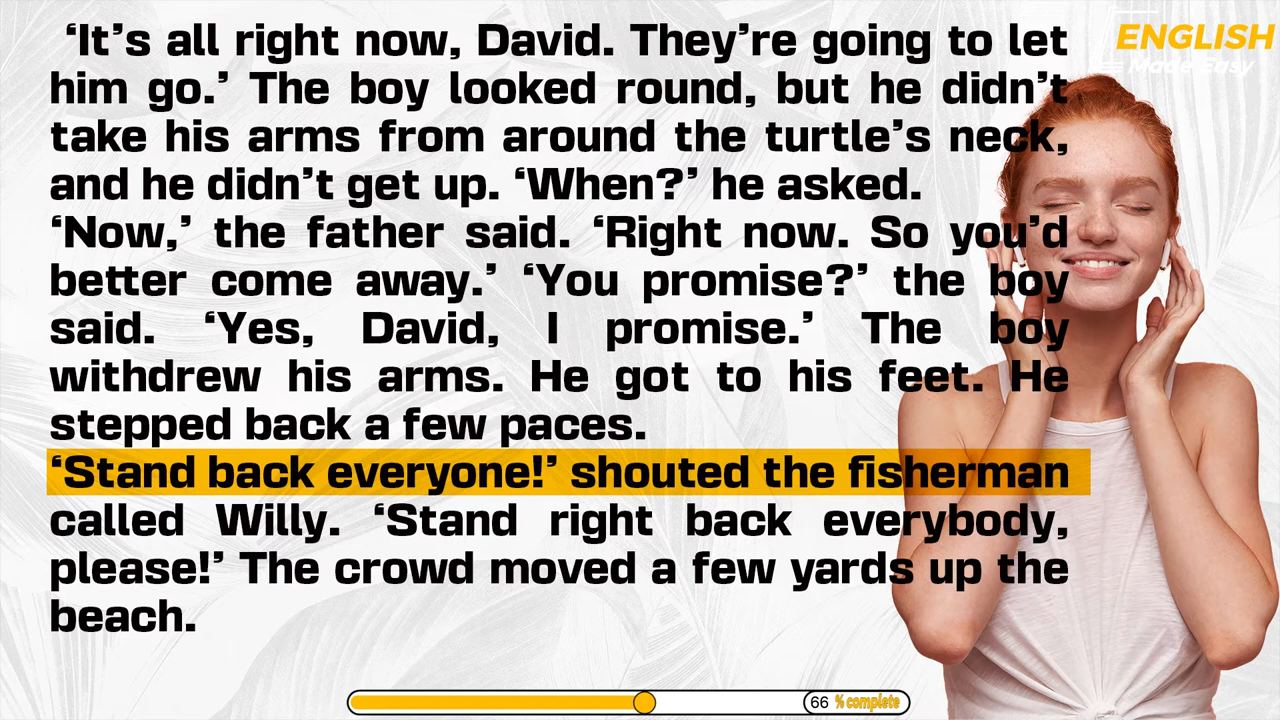 ‘It’s all right now, David. They’re going to let
him go.’ The boy looked round, but he didn’t
take his arms from around the turtle’s neck,
and he didn’t get up. ‘When?’ he asked.
‘Now,’ the father said. ‘Right now. So you’d
better come away.’ ‘You promise?’ the boy
said. ‘Yes, David, I promise.’ The boy
withdrew his arms. He got to his feet. He
stepped back a few paces.
‘Stand back everyone!’ shouted the fisherman
called Willy. ‘Stand right back everybody,
please!’ The crowd moved a few yards up the
beach.
ENGLISH
Made Easy
66 % complete